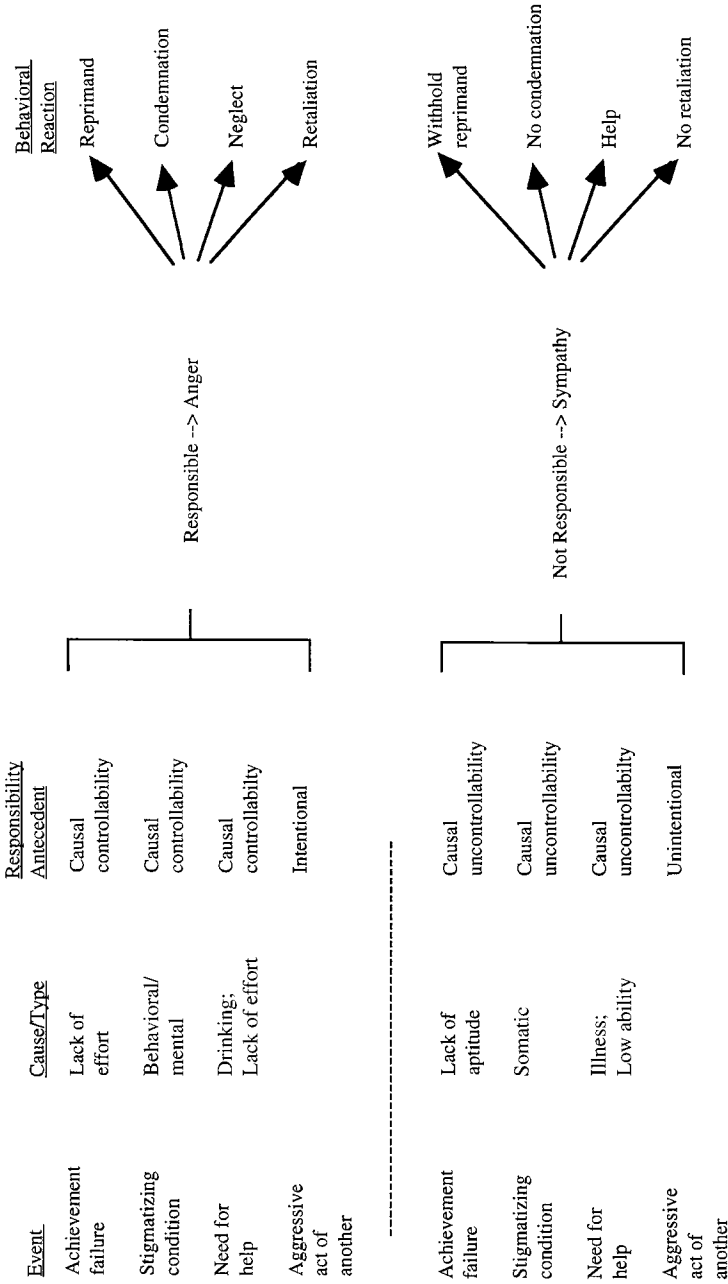 Event
Cause/Type
Responsibility
Antecedent
Behavioral
Reaction
Achievement
failure
Lack of
effort
Causal
controllability
Reprimand
Stigmatizing
condition
Behavioral/
mental
Causal
controllability
Condemnation
Need for
help
Drinking;
Lack of effort
Causal
controllabilty
Neglect
Aggressive
act of
another
Intentional
Retaliation
Responsible --> Anger
Achievement
failure
Lack of
aptitude
Causal
uncontrollability
Withhold
reprimand
Stigmatizing
condition
Somatic
Causal
uncontrollability
No condemnation
Need for
help
Illness;
Low ability
Causal
uncontrollabilty
Help
Aggressive
act of
another
Unintentional
No retaliation
Not Responsible --> Sympathy